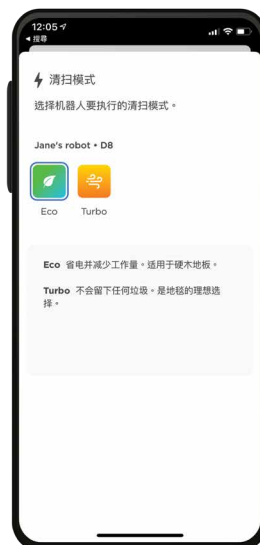 12:05
◀ 搜尋
清扫模式
选择机器人要执行的清扫模式。
Jane's robot • D8
Eco Turbo
Eco 省电并减少工作量。适用于硬木地板。
Turbo 不会留下任何垃圾。是地毯的理想选
择。